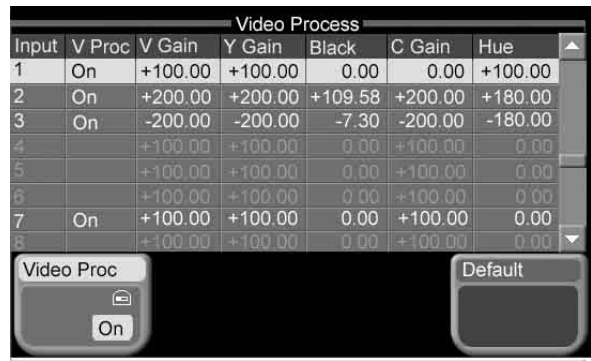 Video Process
Input V Proc V Gain Y Gain Black C Gain Hue
1 On +100.00 +100.00 0.00 0.00 +100.00
2 On +200.00 +200.00 +109.58 +200.00 +180.00
3 On -200.00 -200.00 -7.30 -200.00 -180.00
4 +100.00 +100.00 0.00 +100.00 0.00
5 +100.00 +100.00 0.00 +100.00 0.00
6 +100.00 +100.00 0.00 +100.00 0.00
7 On +100.00 +100.00 0.00 +100.00 0.00
8 +100.00 +100.00 0.00 +100.00 0.00
Video Proc Default
On